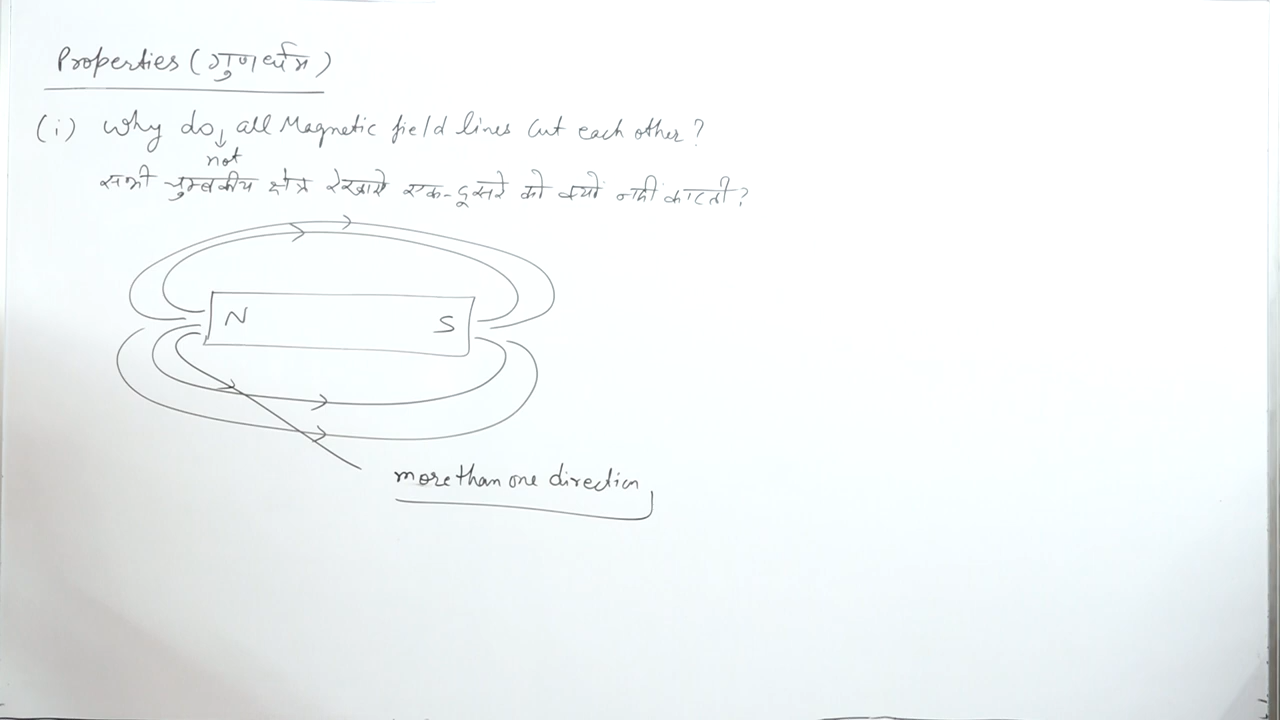 Properties (गुणधर्म)
(i) Why do not all Magnetic field lines cut each other?
सभी चुम्बकीय क्षेत्र रेखाये एक-दूसरे को क्यों नही काटती?
N S
more than one direction